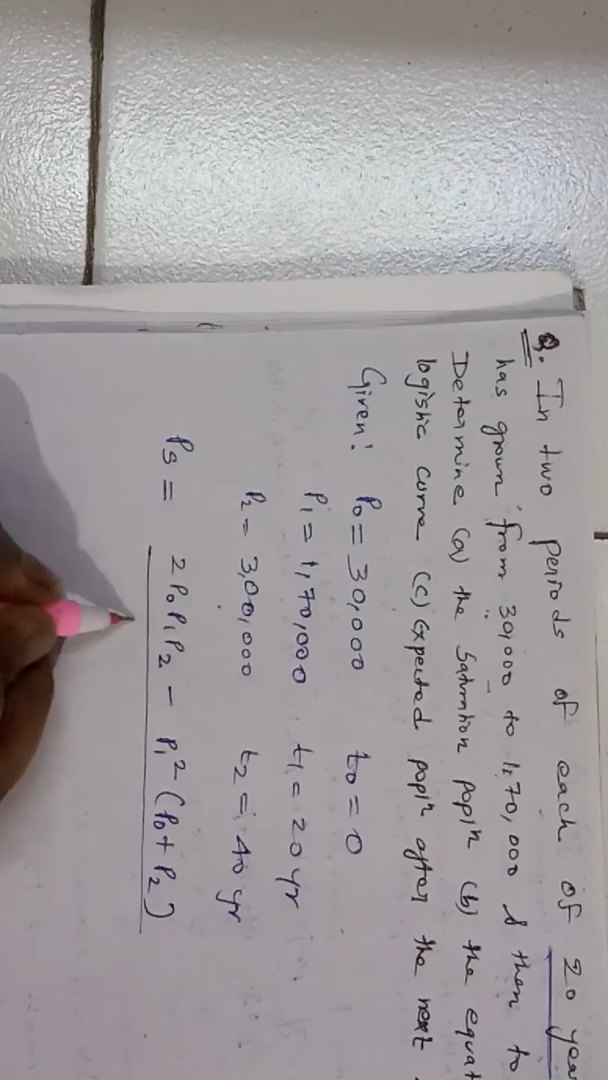 Q. In two periods of each of 20 year
has grown from 30,000 to 1,70,000 & then to
Determine (a) the Saturation popⁿ (b) the equat
logistic curve (c) Expected popⁿ after the next
Given: P₀ = 30,000 t₀ = 0
P₁ = 1,70,000 t₁ = 20 yr
P₂ = 3,00,000 t₂ = 40 yr
Ps = 2P₀P₁P₂ - P₁² (P₀ + P₂)